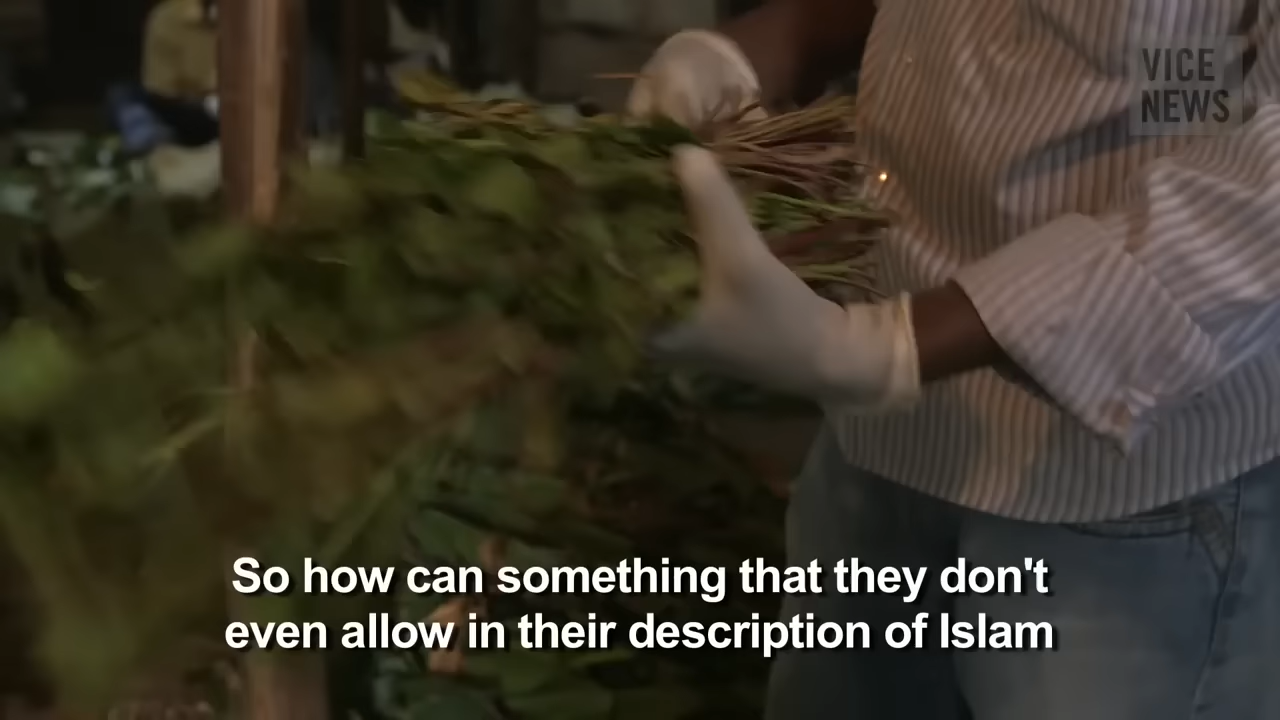 VICE
NEWS
So how can something that they don't
even allow in their description of Islam